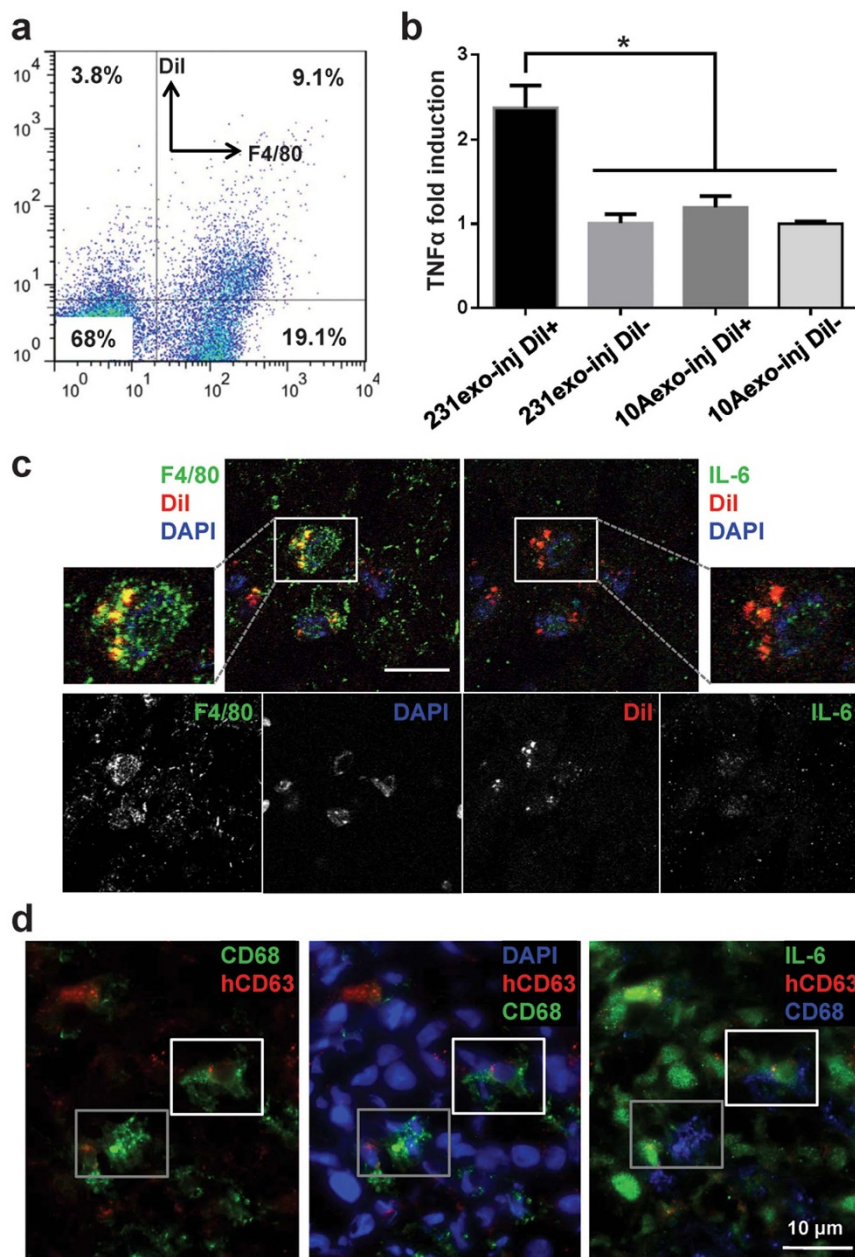 a
10⁴
10³
10²
10¹
10⁰
3.8%
DiI
9.1%
F4/80
68%
19.1%
10⁰
10¹
10²
10³
10⁴
b
TNFα fold induction
3
2
1
0
*
231exo-inj DiI+
231exo-inj DiI-
10Aexo-inj DiI+
10Aexo-inj DiI-
c
F4/80
DiI
DAPI
IL-6
DiI
DAPI
F4/80
DAPI
DiI
IL-6
d
CD68
hCD63
DAPI
hCD63
CD68
IL-6
hCD63
CD68
10 µm